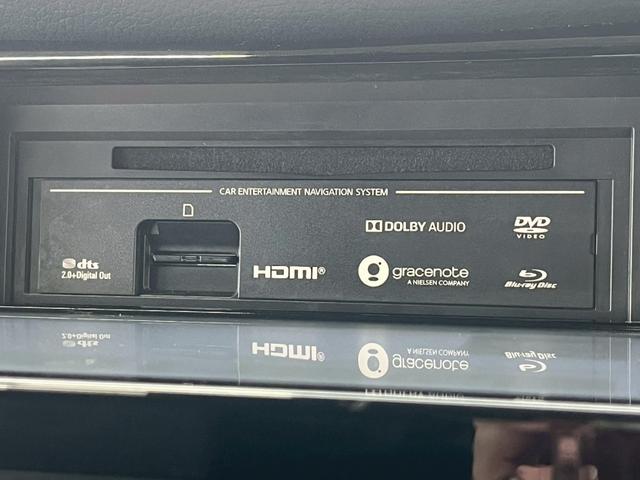 CAR ENTERTAINMENT NAVIGATION SYSTEM
DOLBY AUDIO
DVD
VIDEO
dts
2.0+Digital Out
HDMI®
gracenote
A NIELSEN COMPANY
Blu-ray Disc